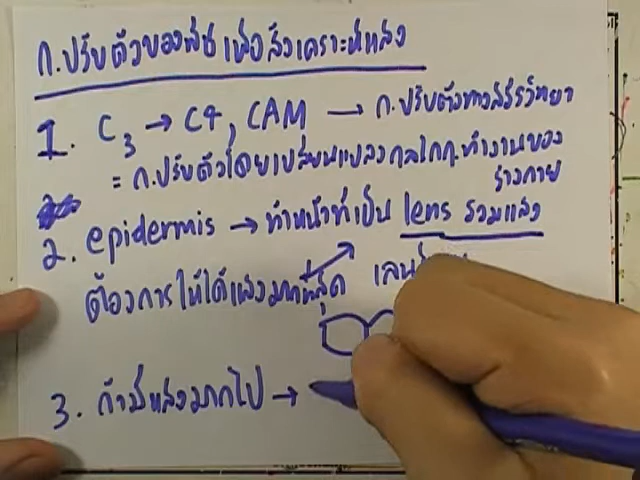 ก.ปรับตัวของพืช เพื่อสังเคราะห์แสง
1. C3 → C4, CAM → ก.ปรับตัวทางสรีรวิทยา
= ก.ปรับตัวโดยเปลี่ยนแปลงกลไกก.ทำงานของ
ร่างกาย
2. epidermis → ทำหน้าที่เป็น lens รวมแสง
ต้องการให้ได้แสงมากที่สุด
3. ถ้ามีแสงมากไป →